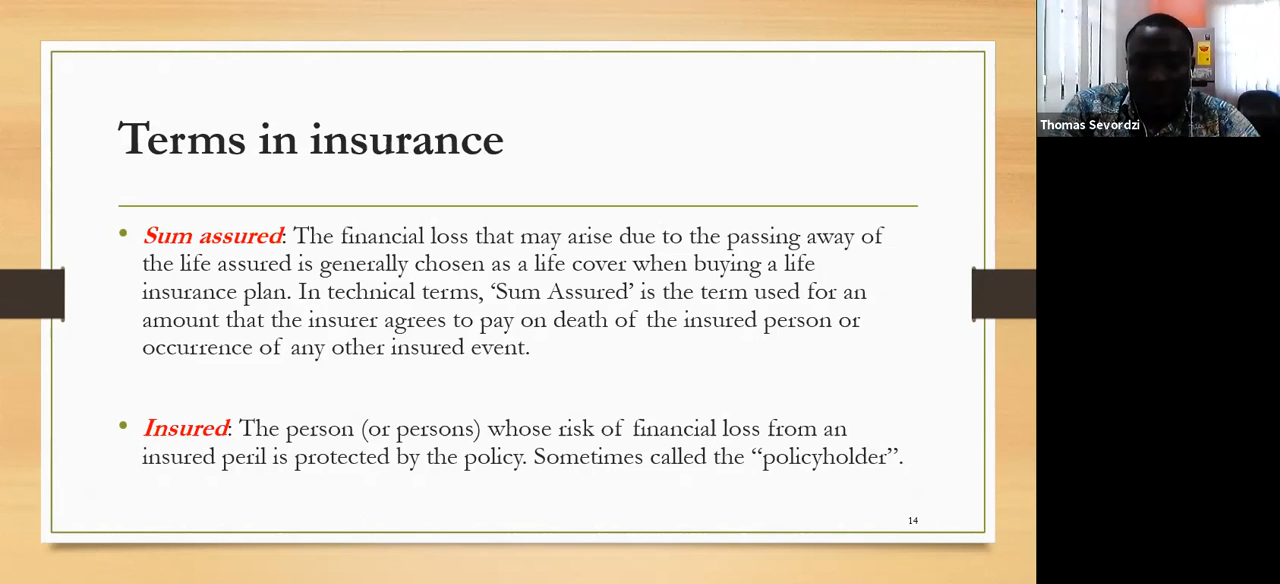 Terms in insurance
• Sum assured: The financial loss that may arise due to the passing away of
the life assured is generally chosen as a life cover when buying a life
insurance plan. In technical terms, ‘Sum Assured’ is the term used for an
amount that the insurer agrees to pay on death of the insured person or
occurrence of any other insured event.
• Insured: The person (or persons) whose risk of financial loss from an
insured peril is protected by the policy. Sometimes called the “policyholder”.
14
Thomas Sevordzi